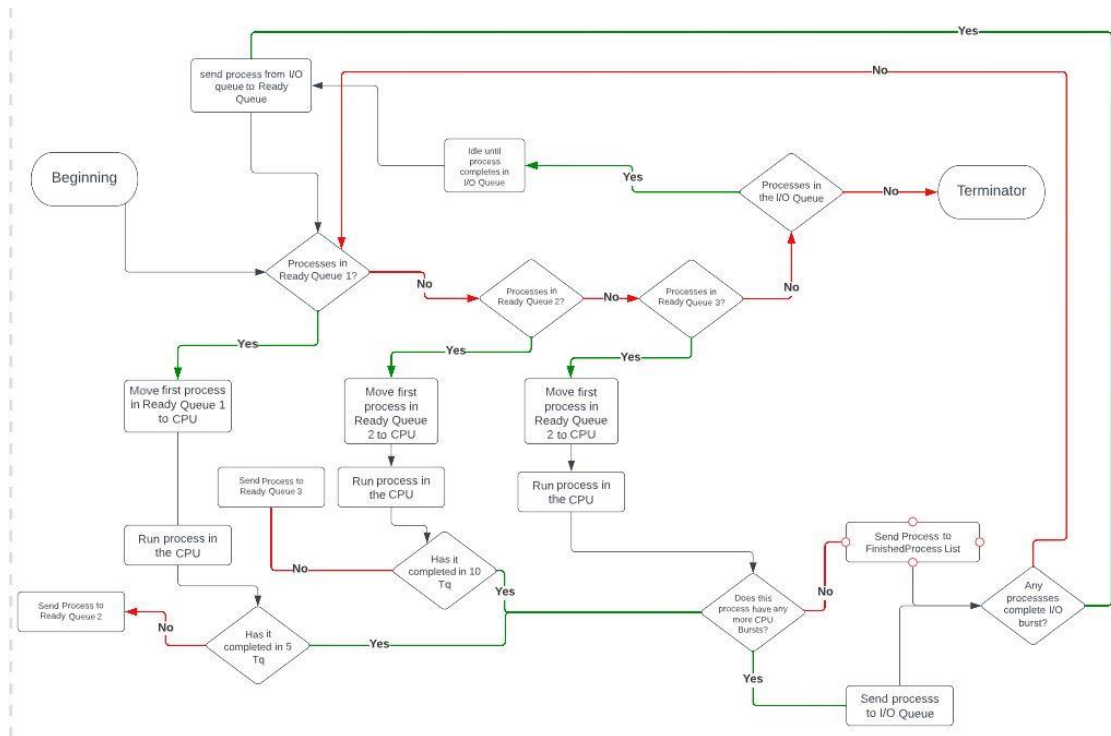 Yes
send process from I/O
queue to Ready
Queue
No
Beginning
Idle until
process
completes in
I/O Queue
Yes
Processes in
the I/O Queue
No
Terminator
Processes in
Ready Queue 1?
No
Processes in
Ready Queue 2?
No
Processes in
Ready Queue 3?
No
Yes
Yes
Yes
Move first process
in Ready Queue 1
to CPU
Move first
process in
Ready Queue
2 to CPU
Move first
process in
Ready Queue
2 to CPU
Send Process to
Ready Queue 3
Run process in
the CPU
Run process in
the CPU
Run process in
the CPU
Send Process to
FinishedProcess List
Has it
completed in 10
Tq
No
Yes
Does this
process have any
more CPU
Bursts?
No
Any
processses
complete I/O
burst?
Send Process to
Ready Queue 2
No
Has it
completed in 5
Tq
Yes
Yes
Send processs
to I/O Queue